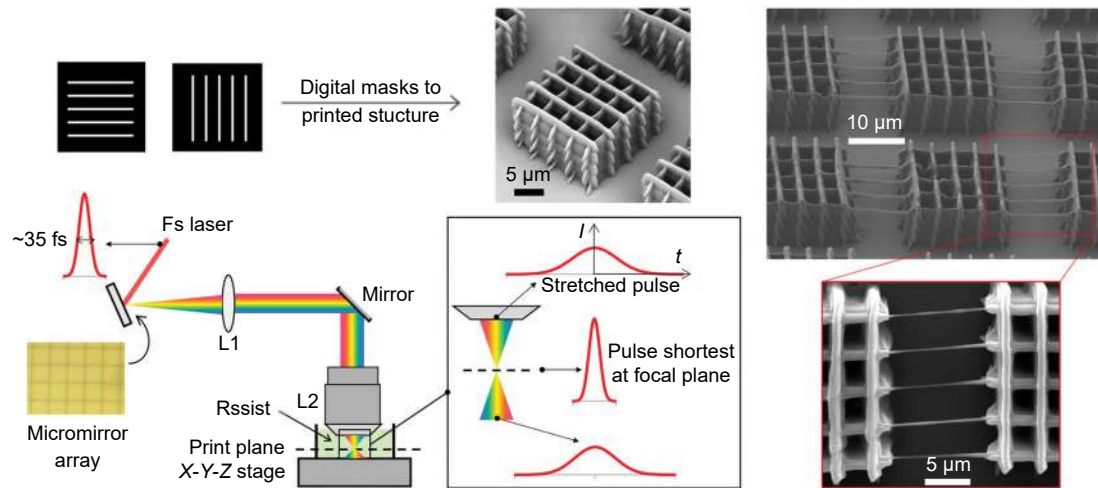 Digital masks to
printed stucture
5 µm
10 µm
~35 fs
Fs laser
Mirror
L1
Micromirror
array
L2
Rssist
Print plane
X-Y-Z stage
I
t
Stretched pulse
Pulse shortest
at focal plane
5 µm